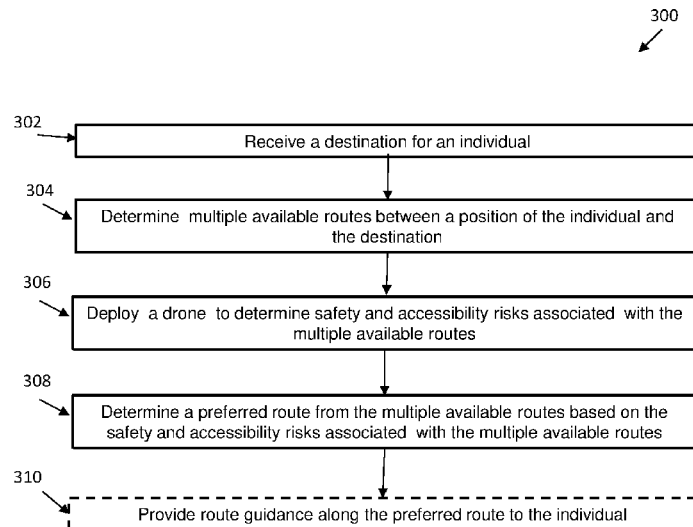 300
302
Receive a destination for an individual
304
Determine multiple available routes between a position of the individual and
the destination
306
Deploy a drone to determine safety and accessibility risks associated with the
multiple available routes
308
Determine a preferred route from the multiple available routes based on the
safety and accessibility risks associated with the multiple available routes
310
Provide route guidance along the preferred route to the individual